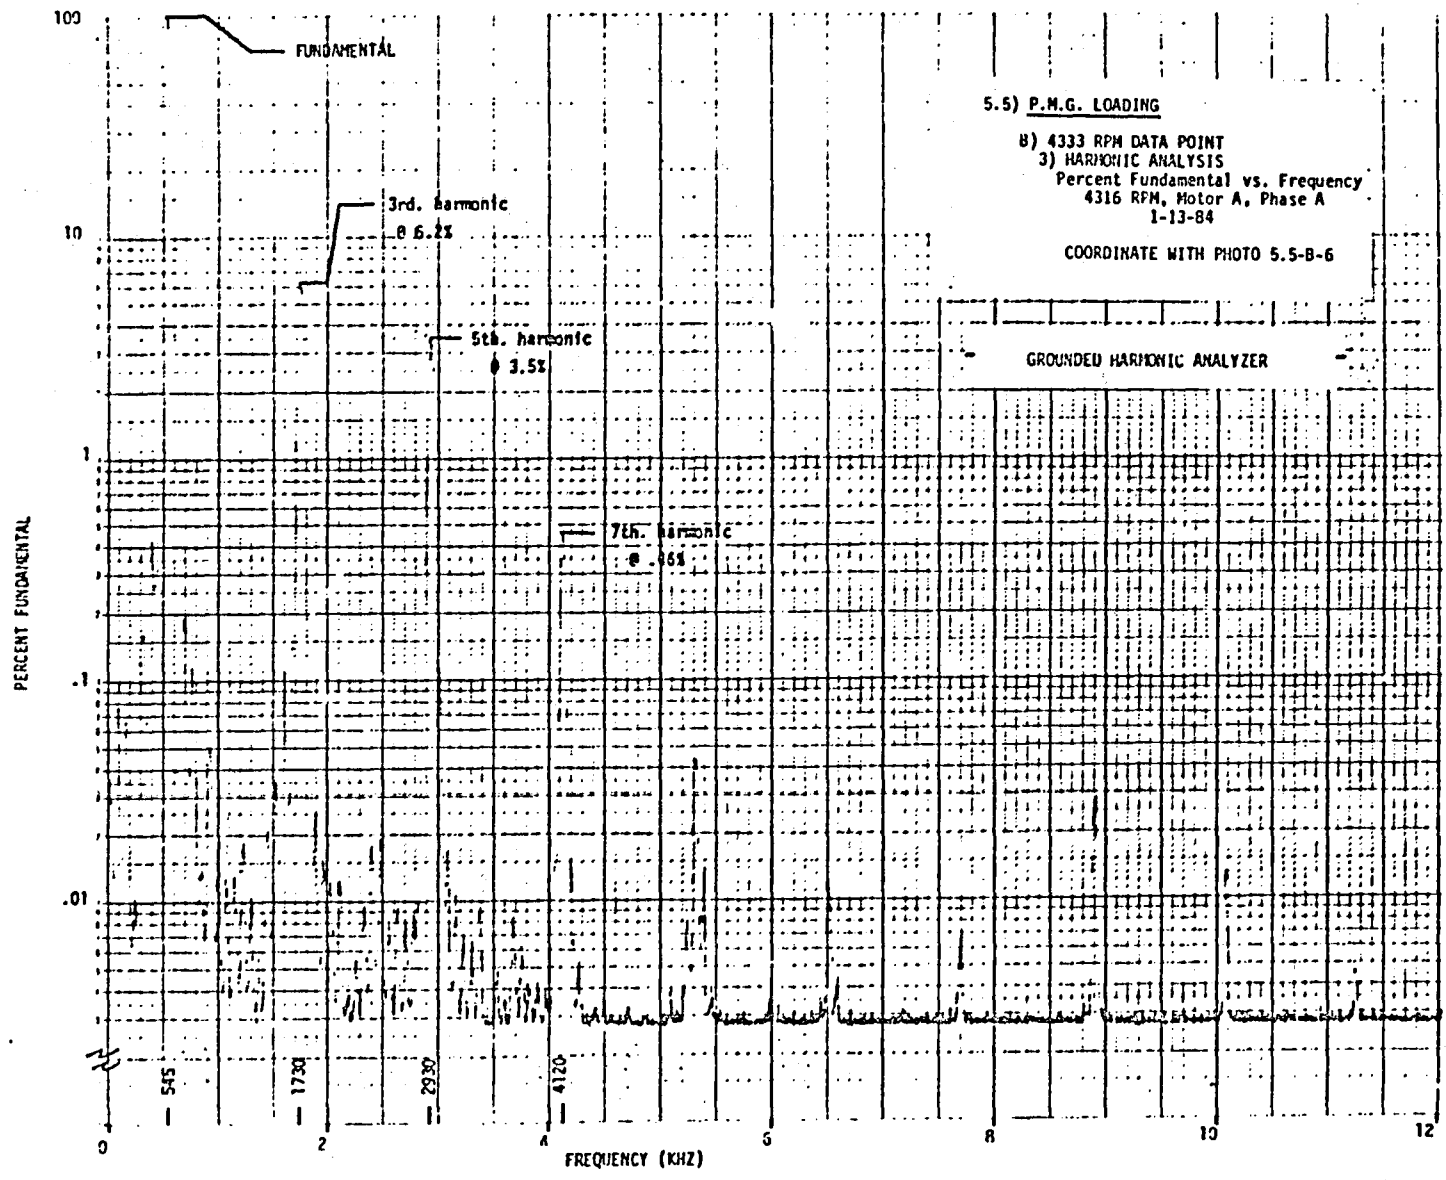 100
FUNDAMENTAL
5.5) P.M.G. LOADING
B) 4333 RPM DATA POINT
3) HARMONIC ANALYSIS
Percent Fundamental vs. Frequency
4316 RPM, Motor A, Phase A
1-13-84
COORDINATE WITH PHOTO 5.5-B-6
3rd. harmonic
@ 6.2%
10
5th. harmonic
@ 3.5%
GROUNDED HARMONIC ANALYZER
1
7th. harmonic
@ .46%
PERCENT FUNDAMENTAL
.1
.01
545
1730
2930
4120
0 2 4 6 8 10 12
FREQUENCY (KHZ)